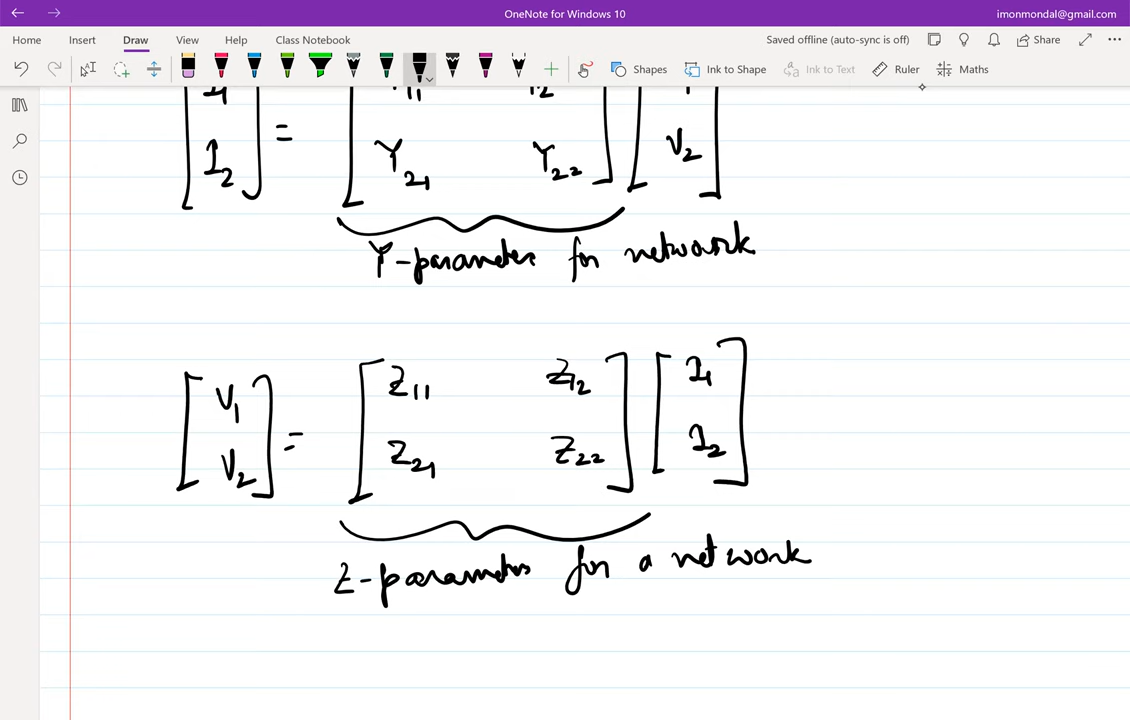 OneNote for Windows 10
imonmondal@gmail.com
Home Insert Draw View Help Class Notebook
Saved offline (auto-sync is off) Share
Shapes Ink to Shape Ink to Text Ruler Maths
I2 = Y21 Y22 V2
Y-parameter for network
V1 Z11 Z12 I1
V2 = Z21 Z22 I2
Z-parameters for a network